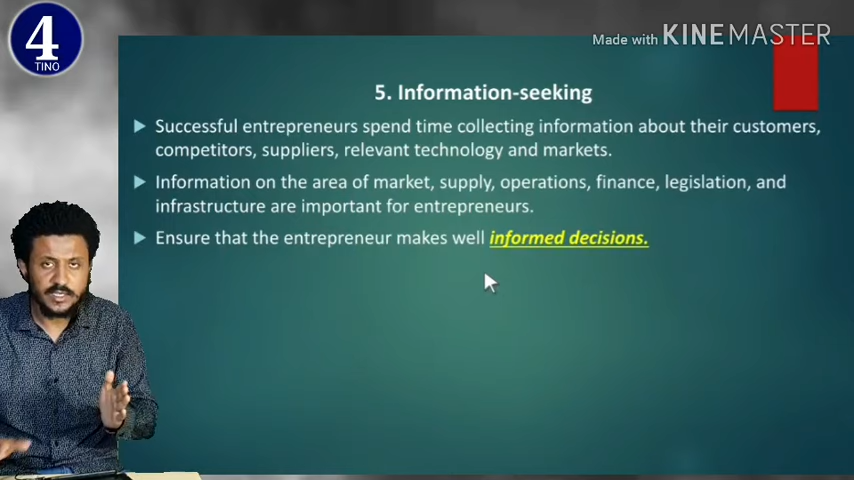 4
TINO
Made with KINEMASTER
5. Information-seeking
Successful entrepreneurs spend time collecting information about their customers,
competitors, suppliers, relevant technology and markets.
Information on the area of market, supply, operations, finance, legislation, and
infrastructure are important for entrepreneurs.
Ensure that the entrepreneur makes well informed decisions.